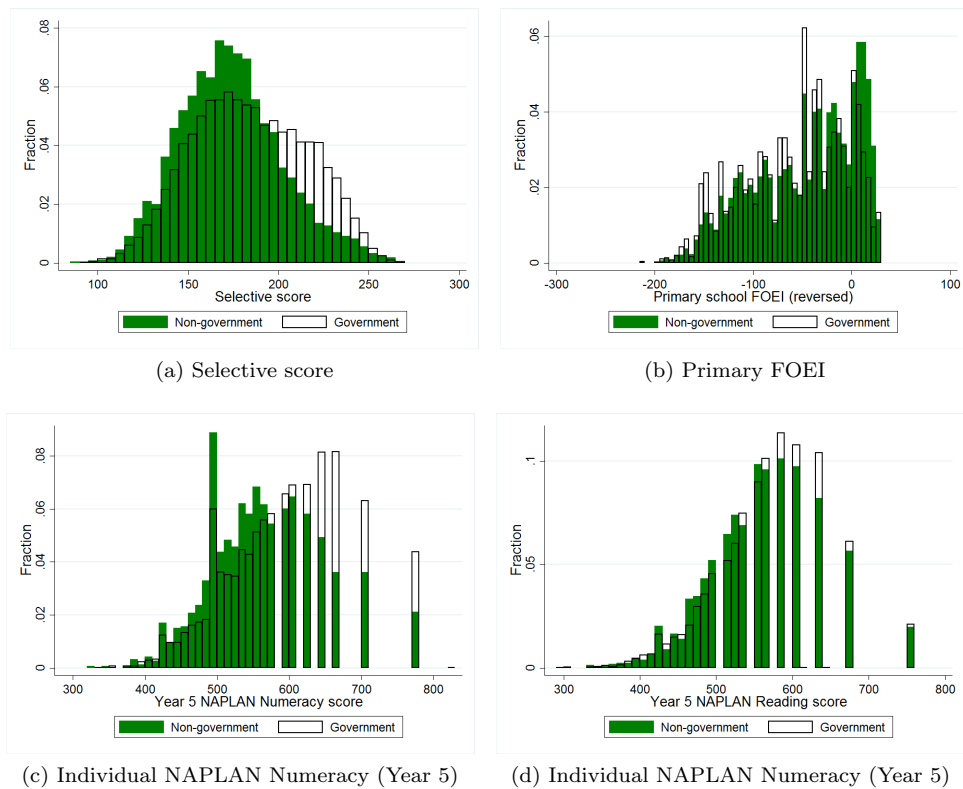 .08
.06
.04
.02
0
Fraction
100
150
200
250
300
Selective score
Non-government
Government
(a) Selective score
.06
.04
.02
0
Fraction
-300
-200
-100
0
100
Primary school FOEI (reversed)
Non-government
Government
(b) Primary FOEI
.08
.06
.04
.02
0
Fraction
300
400
500
600
700
800
Year 5 NAPLAN Numeracy score
Non-government
Government
(c) Individual NAPLAN Numeracy (Year 5)
.1
.05
0
Fraction
300
400
500
600
700
800
Year 5 NAPLAN Reading score
Non-government
Government
(d) Individual NAPLAN Numeracy (Year 5)